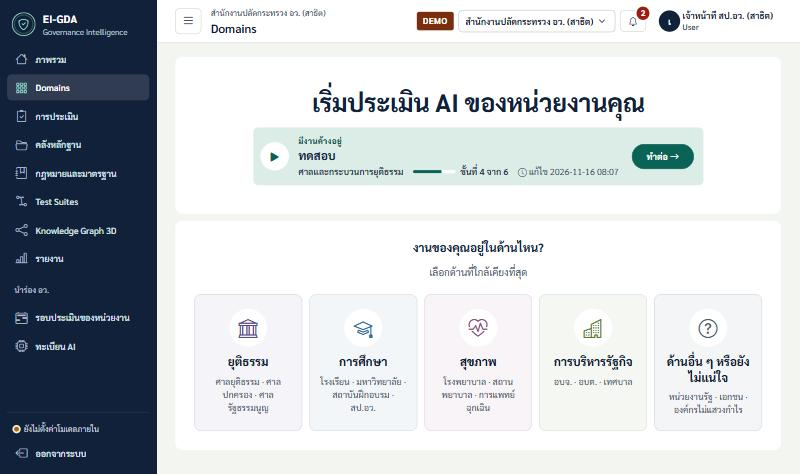 EI-GDA
Governance Intelligence
ภาพรวม
Domains
การประเมิน
คลังหลักฐาน
กฎหมายและมาตรฐาน
Test Suites
Knowledge Graph 3D
รายงาน
นำร่อง อว.
รอบประเมินของหน่วยงาน
ทะเบียน AI
ยังไม่ตั้งค่าโมเดลภายใน
ออกจากระบบ
สำนักงานปลัดกระทรวง อว. (สาธิต)
Domains
DEMO
สำนักงานปลัดกระทรวง อว. (สาธิต)
2
เ
เจ้าหน้าที่ สป.อว. (สาธิต)
User
เริ่มประเมิน AI ของหน่วยงานคุณ
มีงานค้างอยู่
ทดสอบ
ศาลและกระบวนการยุติธรรม ขั้นที่ 4 จาก 6 แก้ไข 2026-11-16 08:07
ทำต่อ →
งานของคุณอยู่ในด้านไหน?
เลือกด้านที่ใกล้เคียงที่สุด
ยุติธรรม
ศาลยุติธรรม · ศาล
ปกครอง · ศาล
รัฐธรรมนูญ
การศึกษา
โรงเรียน · มหาวิทยาลัย ·
สถาบันฝึกอบรม ·
สป.อว.
สุขภาพ
โรงพยาบาล · สถาน
พยาบาล · การแพทย์
ฉุกเฉิน
การบริหารรัฐกิจ
อบจ. · อบต. · เทศบาล
ด้านอื่น ๆ หรือยัง
ไม่แน่ใจ
หน่วยงานรัฐ · เอกชน ·
องค์กรไม่แสวงกำไร